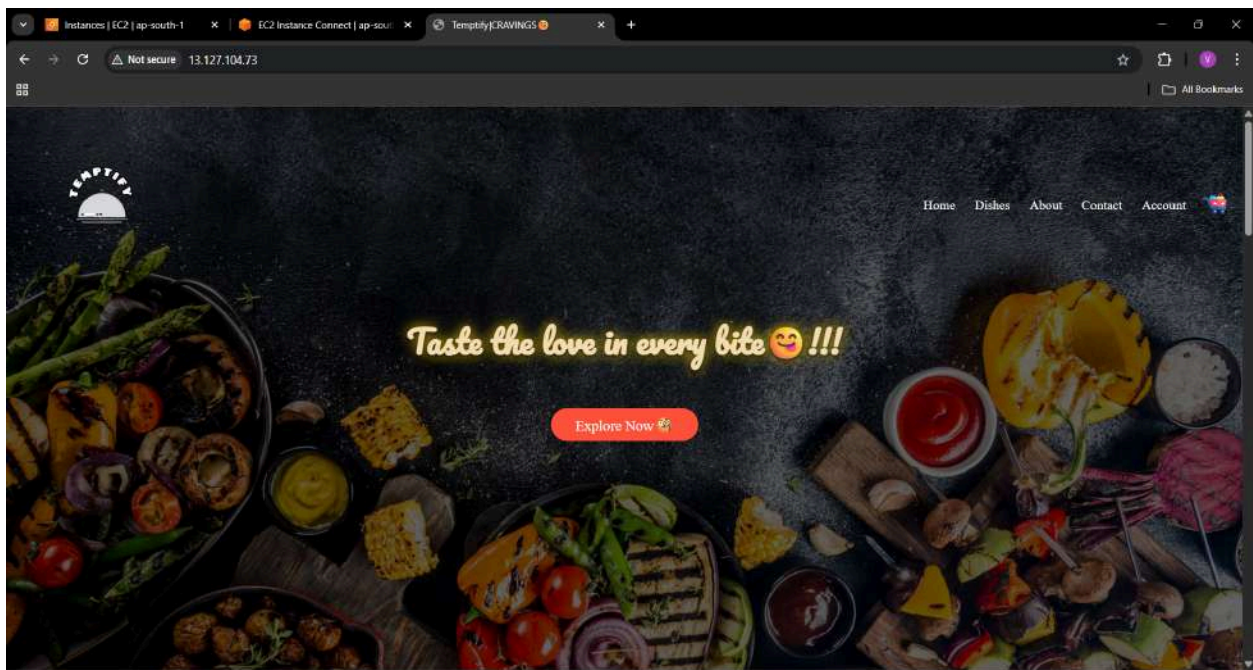 Instances | EC2 | ap-south-1
EC2 Instance Connect | ap-sou
Temptify|CRAVINGS😋
Not secure 13.127.104.73
V
All Bookmarks
TEMPTIFY
Home Dishes About Contact Account
Taste the love in every bite😋!!!
Explore Now